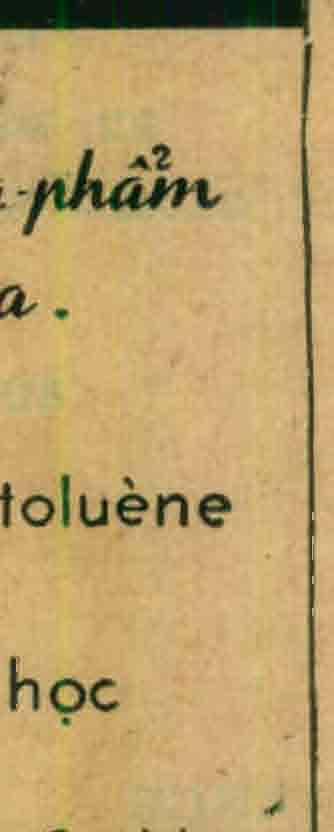 -phẩm
a .
toluène
học